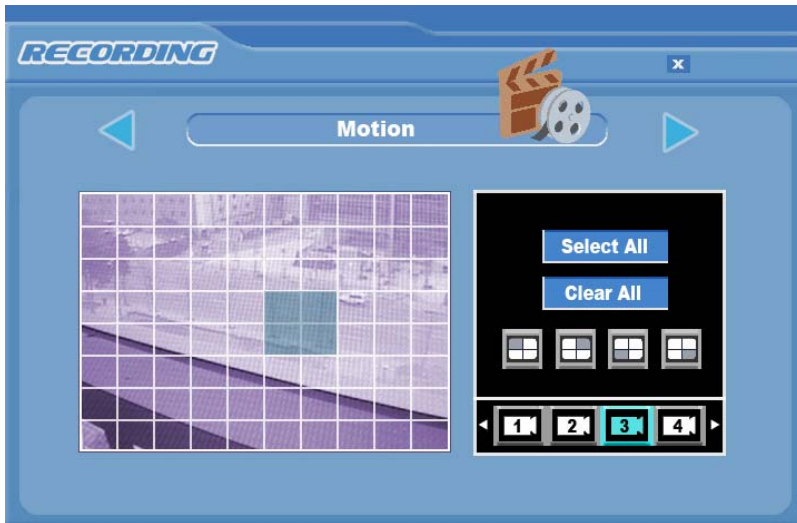 RECORDING
x
Motion
Select All
Clear All
1 2 3 4